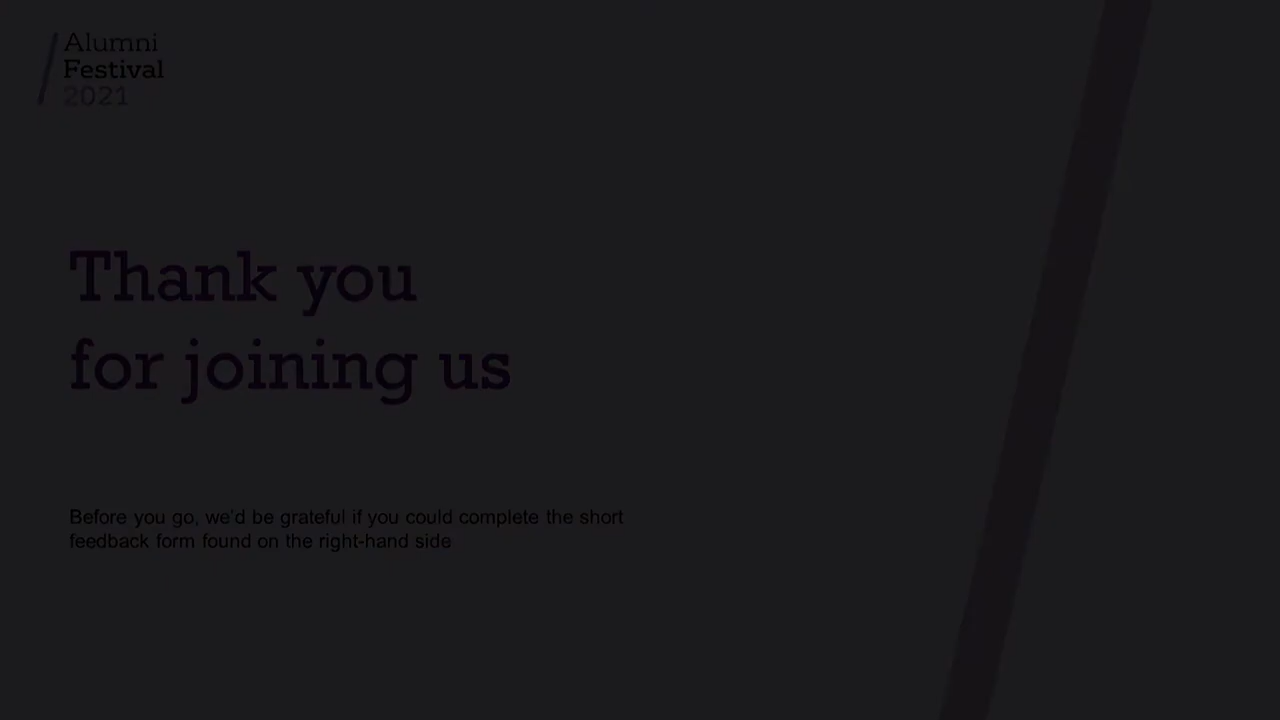 Alumni
Festival
2021
Thank you
for joining us
Before you go, we'd be grateful if you could complete the short
feedback form found on the right-hand side